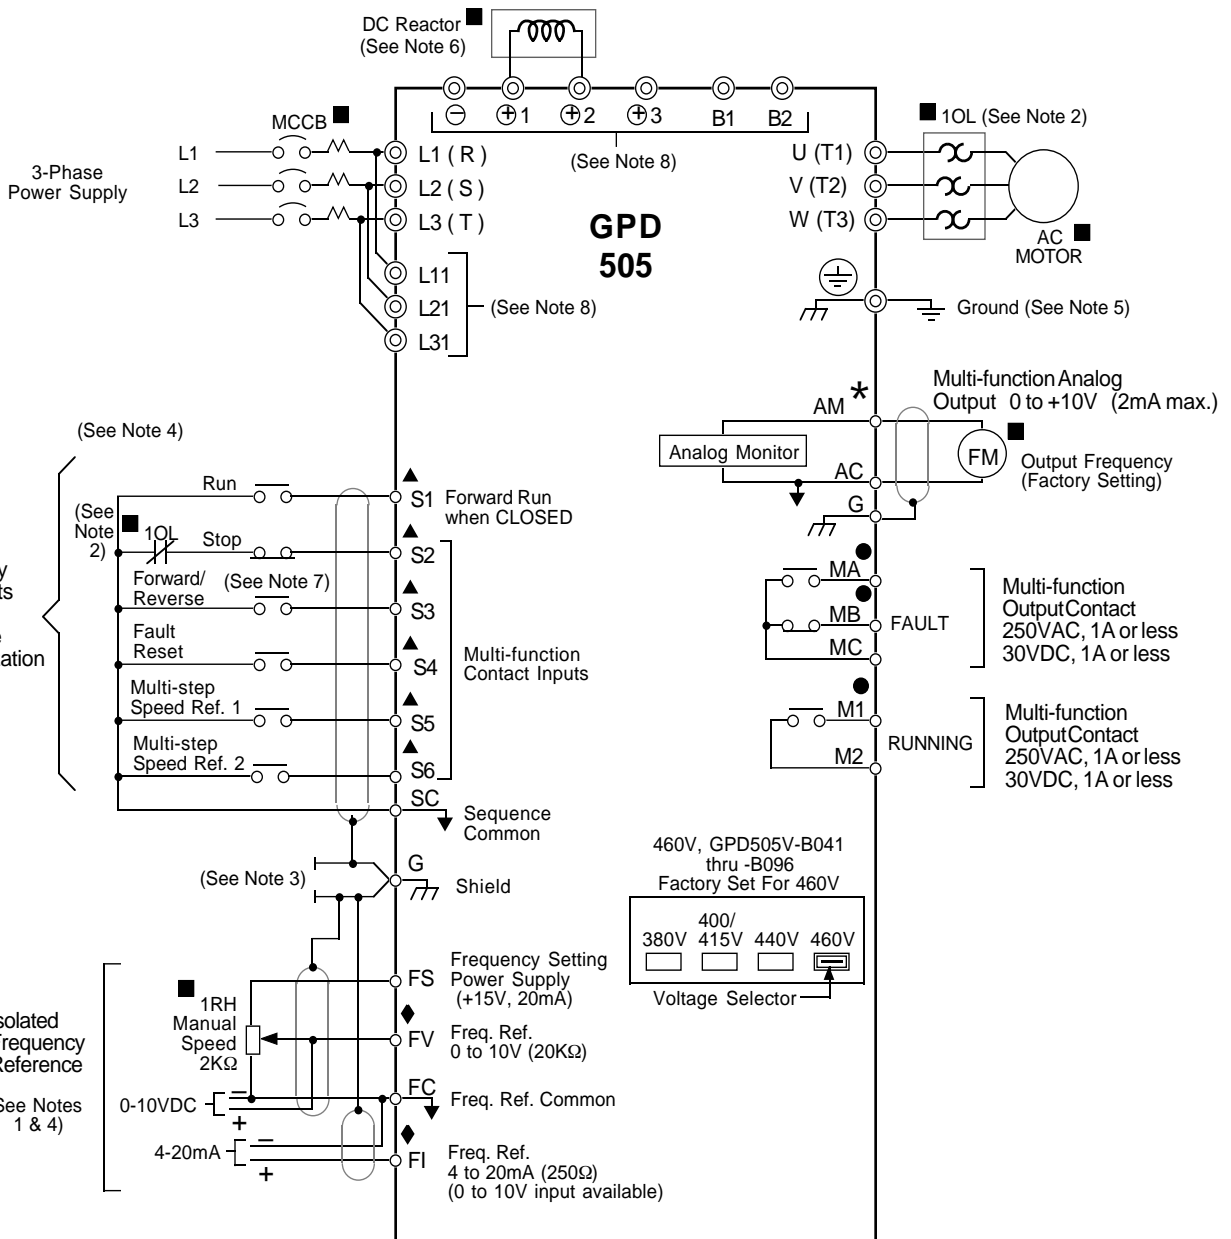 DC Reactor
(See Note 6)
⊖ ⊕1 ⊕2 ⊕3 B1 B2
(See Note 8)
MCCB
3-Phase
Power Supply
L1
L2
L3
L1 ( R )
L2 ( S )
L3 ( T )
L11
L21
L31
(See Note 8)
GPD
505
U (T1)
V (T2)
W (T3)
1OL (See Note 2)
AC
MOTOR
Ground (See Note 5)
Multi-function Analog
Output 0 to +10V (2mA max.)
AM *
Analog Monitor
AC
G
FM
Output Frequency
(Factory Setting)
(See Note 4)
(See
Note
2)
1OL
Run
S1
Forward Run
when CLOSED
Stop
S2
(See Note 7)
Forward/
Reverse
S3
Fault
Reset
S4
Multi-function
Contact Inputs
Multi-step
Speed Ref. 1
S5
Multi-step
Speed Ref. 2
S6
SC
Sequence
Common
MA
MB
MC
FAULT
Multi-function
Output Contact
250VAC, 1A or less
30VDC, 1A or less
M1
M2
RUNNING
Multi-function
Output Contact
250VAC, 1A or less
30VDC, 1A or less
(See Note 3)
G
Shield
460V, GPD505V-B041
thru -B096
Factory Set For 460V
380V
400/
415V
440V
460V
Voltage Selector
FS
Frequency Setting
Power Supply
(+15V, 20mA)
1RH
Manual
Speed
2KΩ
FV
Freq. Ref.
0 to 10V (20KΩ)
FC
Freq. Ref. Common
0-10VDC
−
+
4-20mA
−
+
FI
Freq. Ref.
4 to 20mA (250Ω)
(0 to 10V input available)
solated
requency
Reference
See Notes
1 & 4)